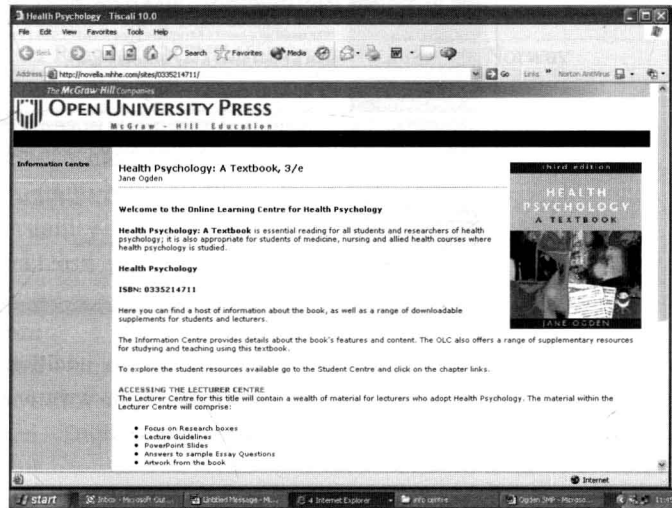 Health Psychology - Tiscali 10.0
File Edit View Favorites Tools Help
Back Search Favorites Media
Address http://novella.mhhe.com/sites/0335214711/ Go Links Norton AntiVirus
The McGraw-Hill Companies
OPEN UNIVERSITY PRESS
McGraw - Hill Education
Information Centre
Health Psychology: A Textbook, 3/e
Jane Ogden
Welcome to the Online Learning Centre for Health Psychology
Health Psychology: A Textbook is essential reading for all students and researchers of health
psychology; it is also appropriate for students of medicine, nursing and allied health courses where
health psychology is studied.
Health Psychology
ISBN: 0335214711
Here you can find a host of information about the book, as well as a range of downloadable
supplements for students and lecturers.
The Information Centre provides details about the book's features and content. The OLC also offers a range of supplementary resources
for studying and teaching using this textbook.
To explore the student resources available go to the Student Centre and click on the chapter links.
ACCESSING THE LECTURER CENTRE
The Lecturer Centre for this title will contain a wealth of material for lecturers who adopt Health Psychology. The material within the
Lecturer Centre will comprise:
Focus on Research boxes
Lecture Guidelines
PowerPoint Slides
Answers to sample Essay Questions
Artwork from the book
third edition
HEALTH
PSYCHOLOGY
A TEXTBOOK
JANE OGDEN
Internet
start Inbox - Microsoft Out... Untitled Message - M... 4 Internet Explorer info centre Ogden SMP - Microso...